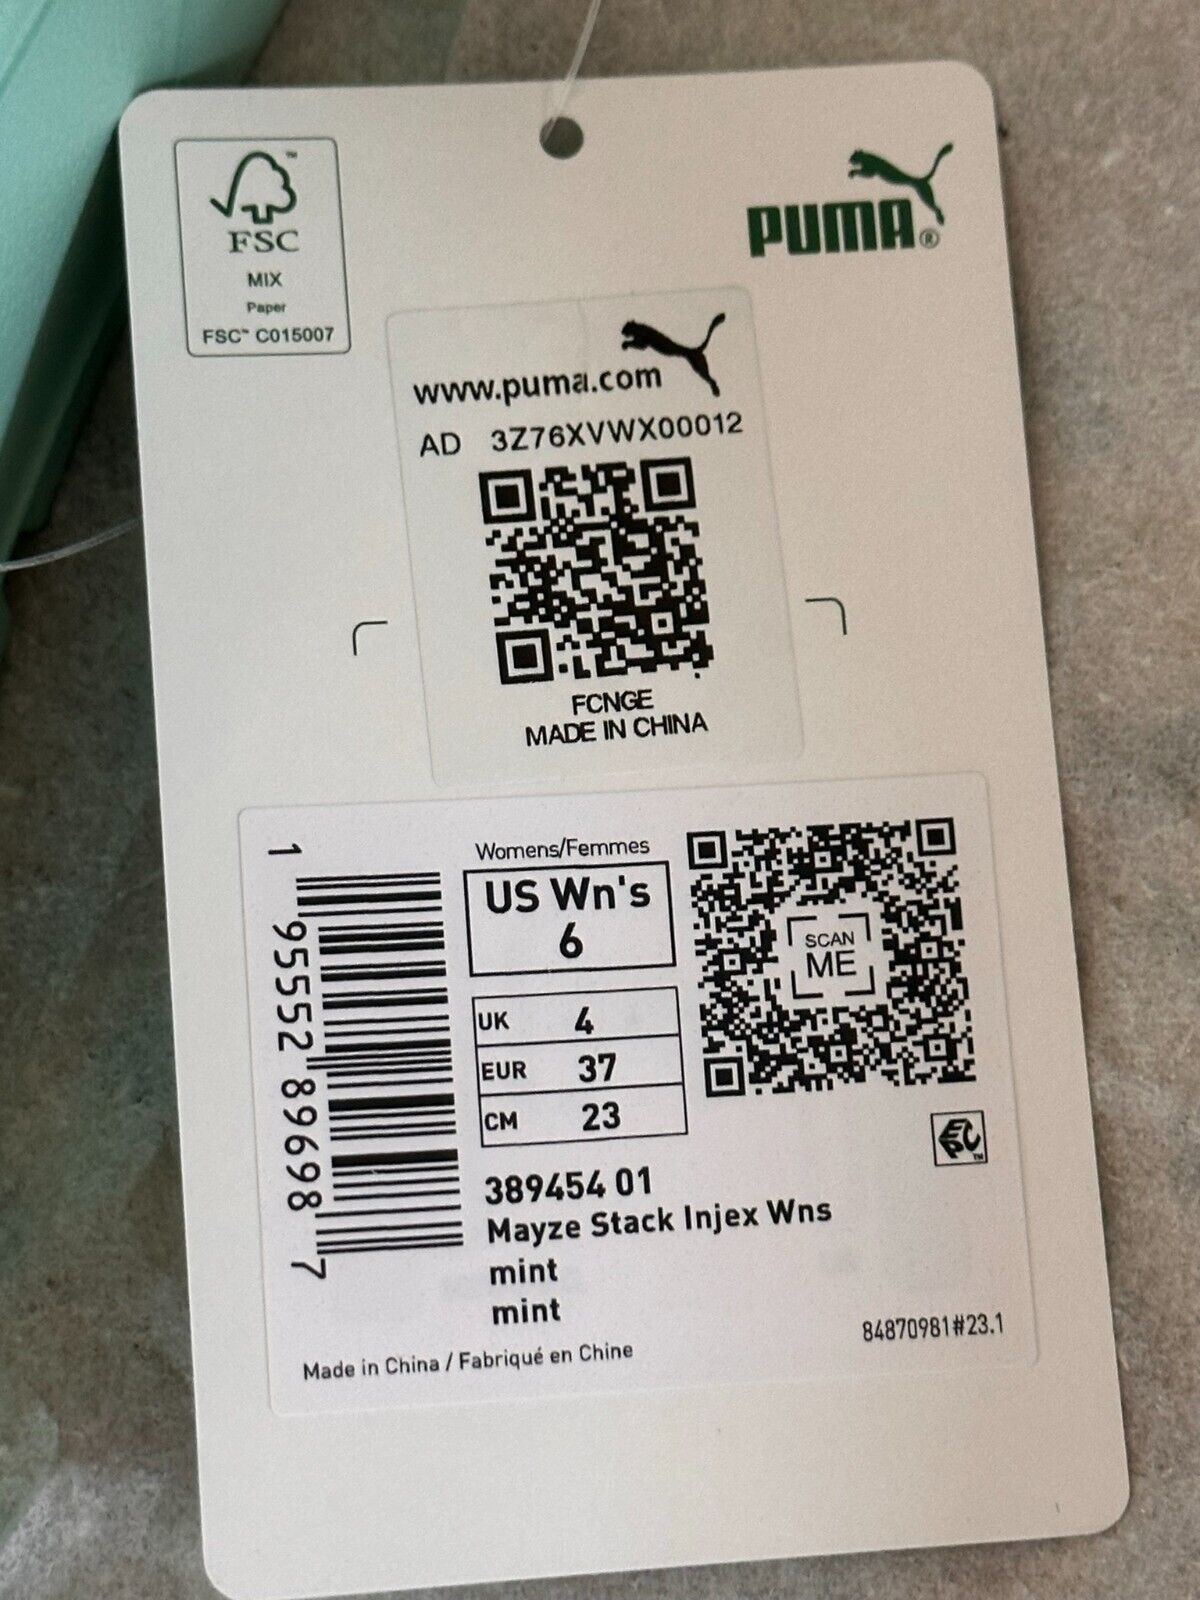 FSC™
MIX
Paper
FSC™ C015007
PUMA®
www.puma.com
AD 3Z76XVWX00012
FCNGE
MADE IN CHINA
1 95552 89698 7
Womens/Femmes
US Wn's
6
UK 4
EUR 37
CM 23
SCAN
ME
EPC™
389454 01
Mayze Stack Injex Wns
mint
mint
84870981#23.1
Made in China / Fabriqué en Chine